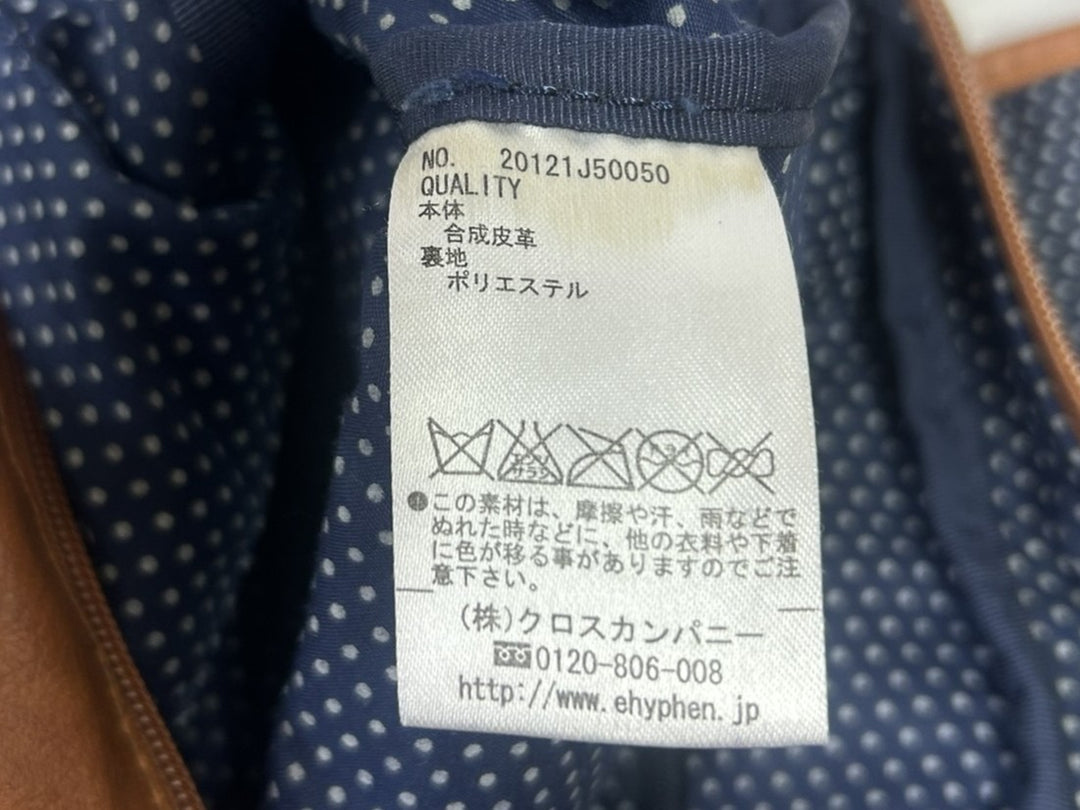 NO. 20121J50050
QUALITY
本体
合成皮革
裏地
ポリエステル
●この素材は、摩擦や汗、雨などで
ぬれた時などに、他の衣料や下着
に色が移る事がありますのでご注
意下さい。
(株)クロスカンパニー
0120-806-008
http://www.ehyphen.jp